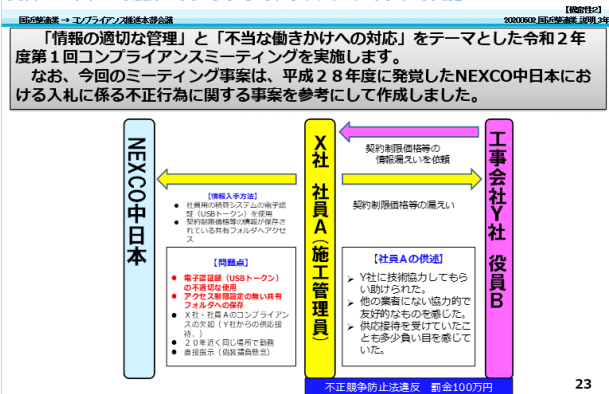 【機密性2】
国近整適業 → コンプライアンス推進本部会議
20200602_国近整適業_説明_3年
「情報の適切な管理」と「不当な働きかけへの対応」をテーマとした令和2年
度第1回コンプライアンスミーティングを実施します。
なお、今回のミーティング事案は、平成28年度に発覚したNEXCO中日本にお
ける入札に係る不正行為に関する事案を参考にして作成しました。
NEXCO中日本
【情報入手方法】
● 社員用の積算システムの電子認
証（USBトークン）を使用
● 契約制限価格等の情報が保存さ
れている共有フォルダへアクセ
ス
【問題点】
● 電子認証鍵（USBトークン）
の不適切な使用
● アクセス制限設定の無い共有
フォルダへの保存
● X社・社員Aのコンプライアン
スの欠如（Y社からの供応接
待、）
● 20年近く同じ場所で勤務
● 直接指示（偽装請負懸念）
X社 社員A（施工管理員）
契約制限価格等の
情報漏えいを依頼
契約制限価格等の漏えい
【社員Aの供述】
➢ Y社に技術協力してもら
い助けられた。
➢ 他の業者にない協力的で
友好的なものを感じた。
➢ 供応接待を受けていたこ
とも多少負い目を感じて
いた。
工事会社Y社 役員B
不正競争防止法違反 罰金100万円
23